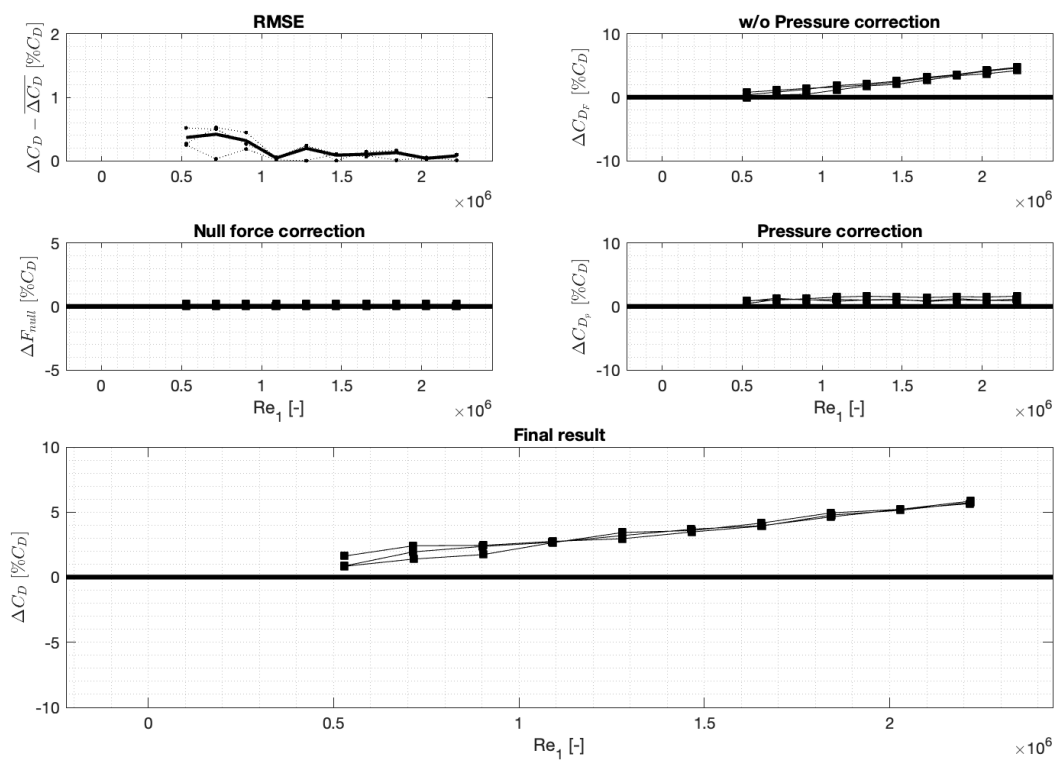 RMSE
ΔC_D − \overline{ΔC_D} [%C_D]
2
1
0
0 0.5 1 1.5 2
×10^6
w/o Pressure correction
ΔC_{D_F} [%C_D]
10
0
-10
0 0.5 1 1.5 2
×10^6
Null force correction
ΔF_{null} [%C_D]
5
0
-5
0 0.5 1 1.5 2
×10^6
Re_1 [-]
Pressure correction
ΔC_{D_p} [%C_D]
10
0
-10
0 0.5 1 1.5 2
×10^6
Re_1 [-]
Final result
ΔC_D [%C_D]
10
5
0
-5
-10
0 0.5 1 1.5 2
×10^6
Re_1 [-]